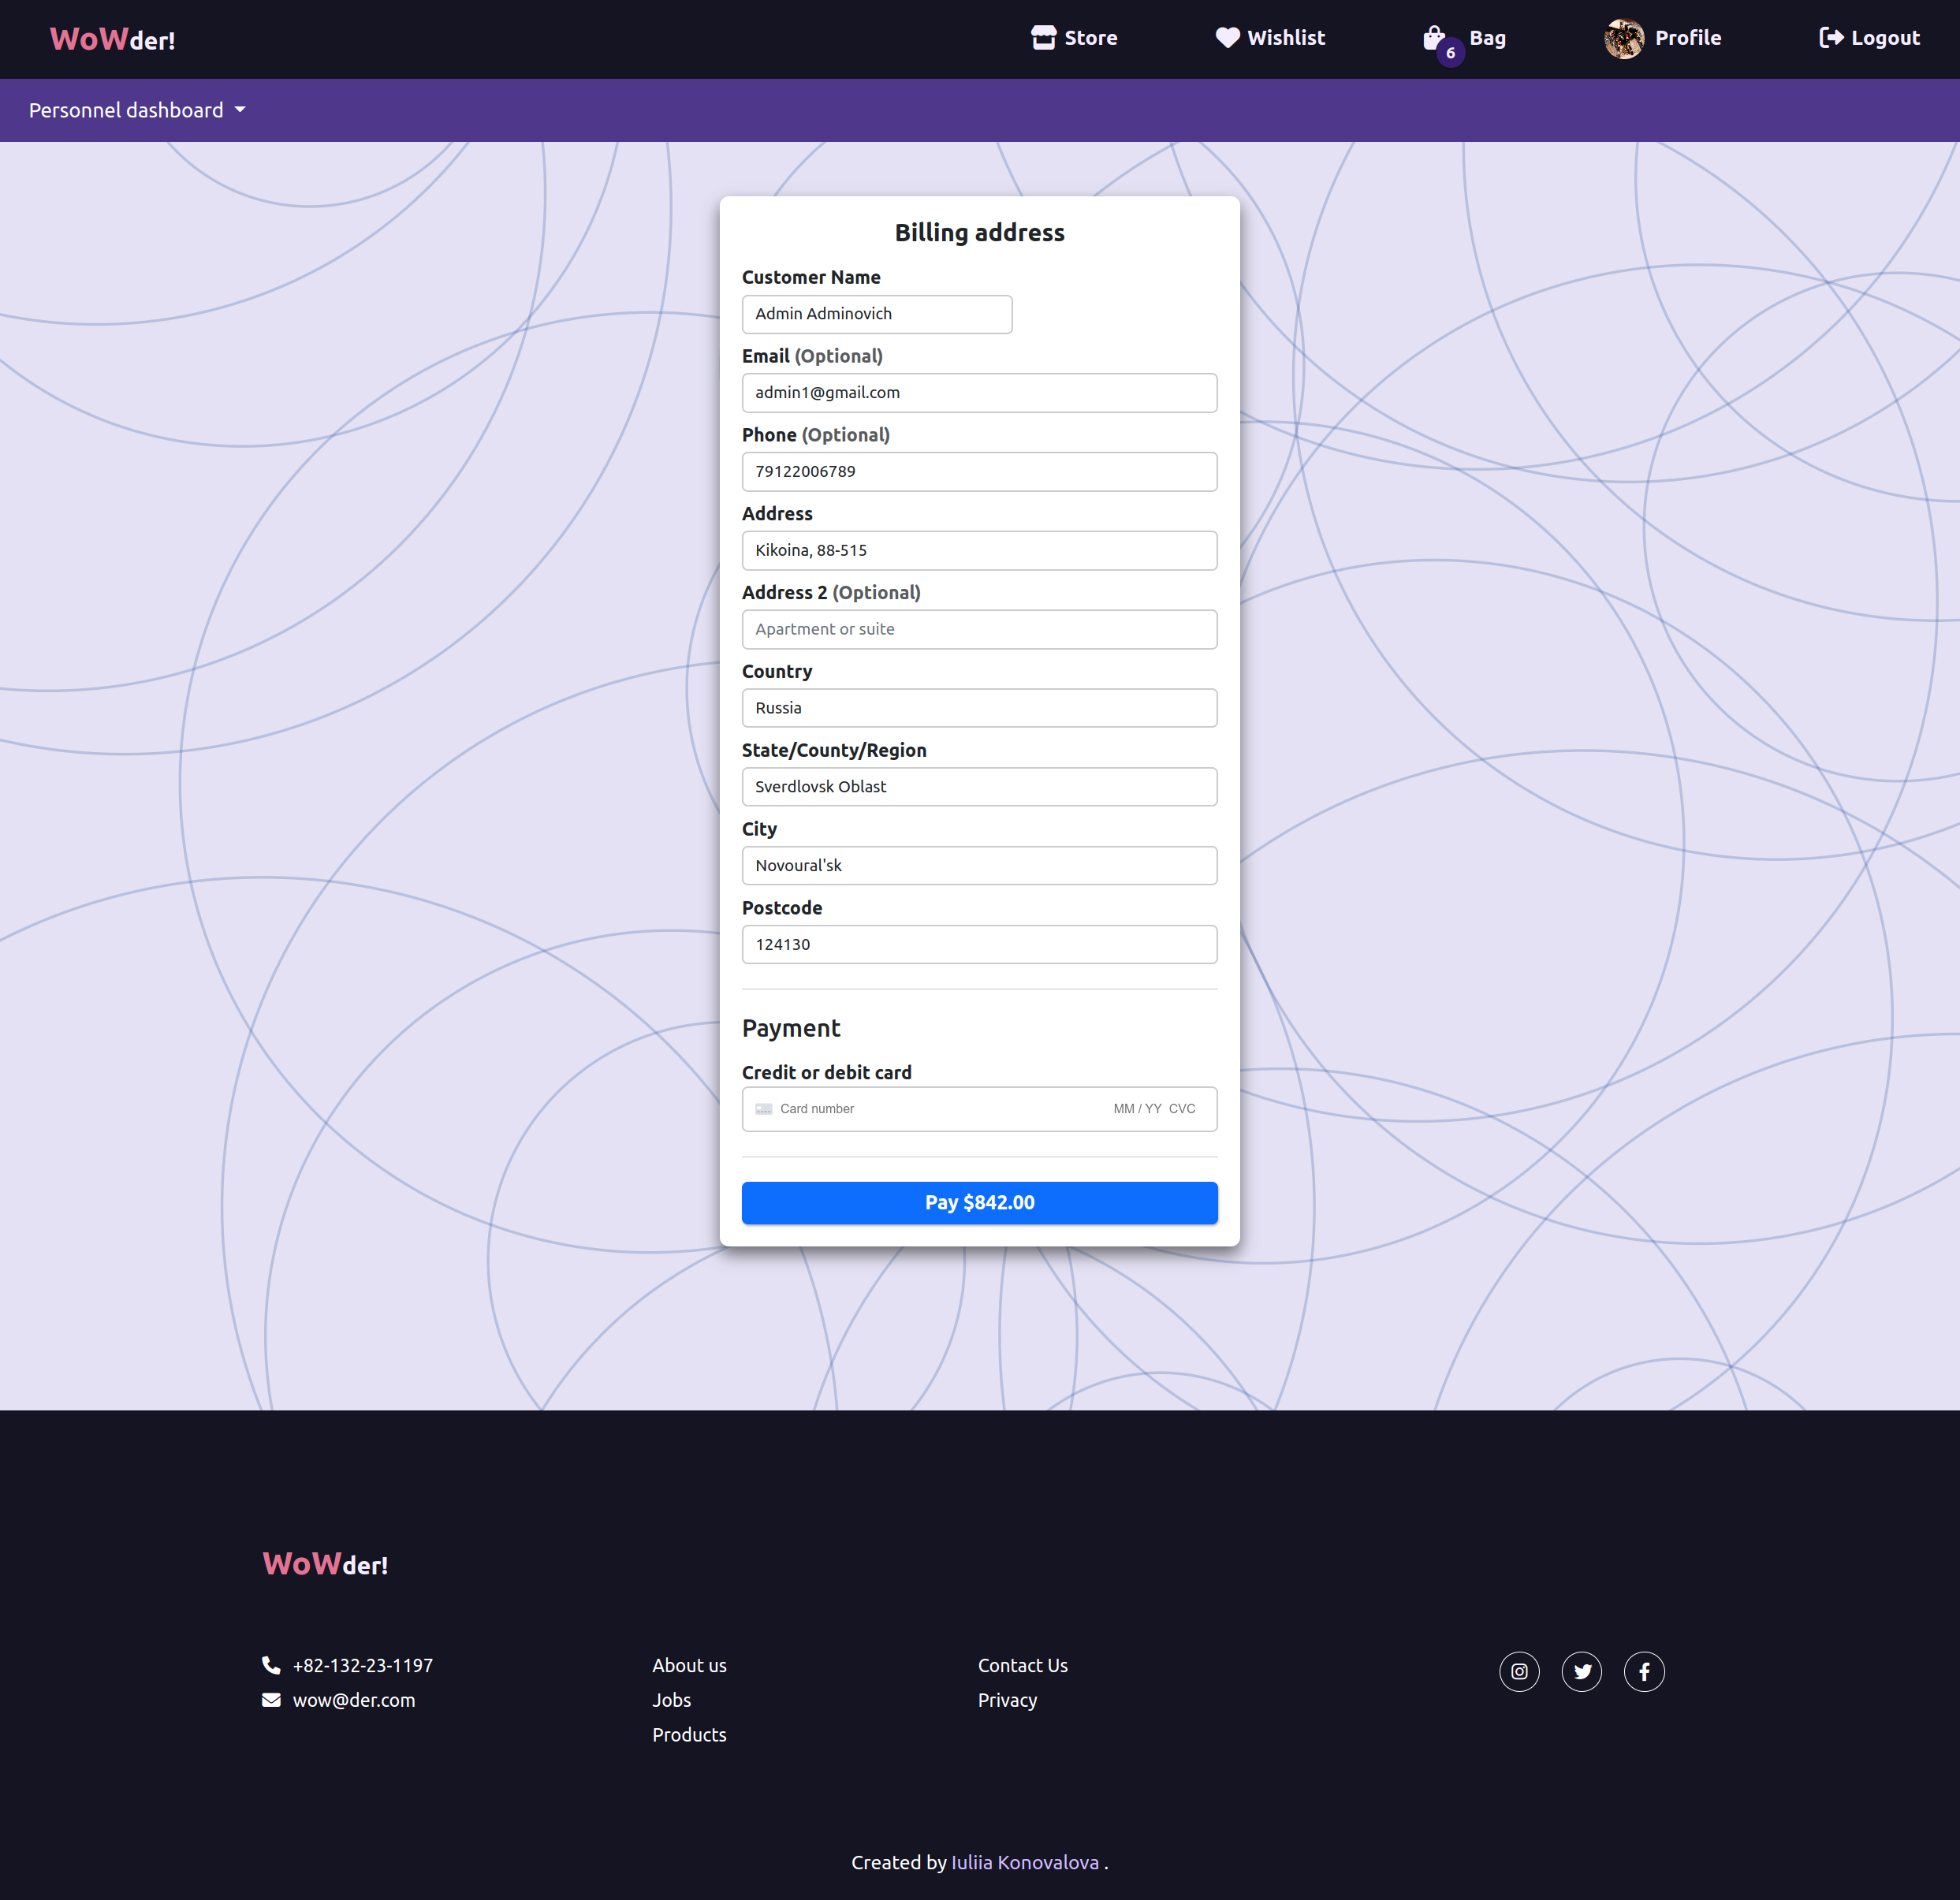 WoWder!
Store
Wishlist
6
Bag
Profile
Logout
Personnel dashboard
Billing address
Customer Name
Admin Adminovich
Email (Optional)
admin1@gmail.com
Phone (Optional)
79122006789
Address
Kikoina, 88-515
Address 2 (Optional)
Apartment or suite
Country
Russia
State/County/Region
Sverdlovsk Oblast
City
Novoural'sk
Postcode
124130
Payment
Credit or debit card
Card number MM / YY CVC
Pay $842.00
WoWder!
+82-132-23-1197
wow@der.com
About us
Jobs
Products
Contact Us
Privacy
Created by Iuliia Konovalova .